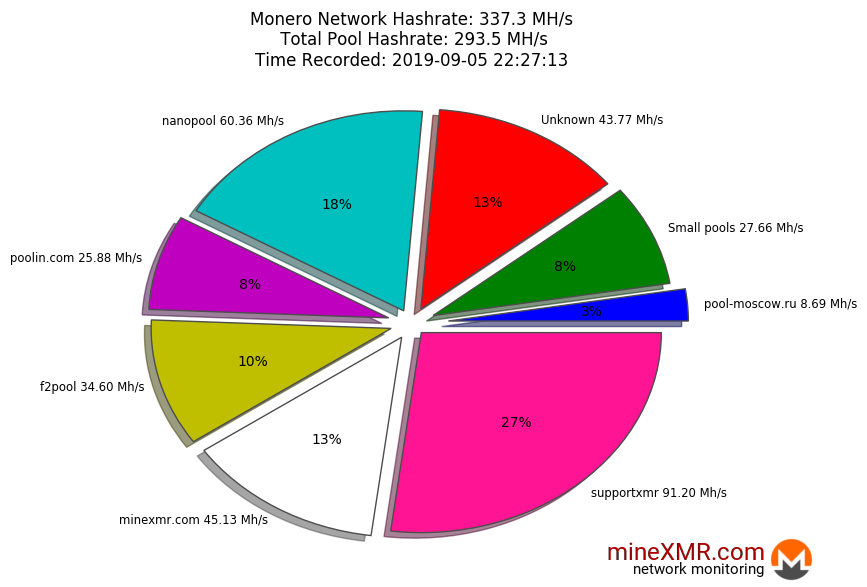 Monero Network Hashrate: 337.3 MH/s
Total Pool Hashrate: 293.5 MH/s
Time Recorded: 2019-09-05 22:27:13
nanopool 60.36 Mh/s
Unknown 43.77 Mh/s
18%
13%
Small pools 27.66 Mh/s
poolin.com 25.88 Mh/s
8%
8%
pool-moscow.ru 8.69 Mh/s
3%
f2pool 34.60 Mh/s
10%
13%
27%
supportxmr 91.20 Mh/s
minexmr.com 45.13 Mh/s
mineXMR.com
network monitoring